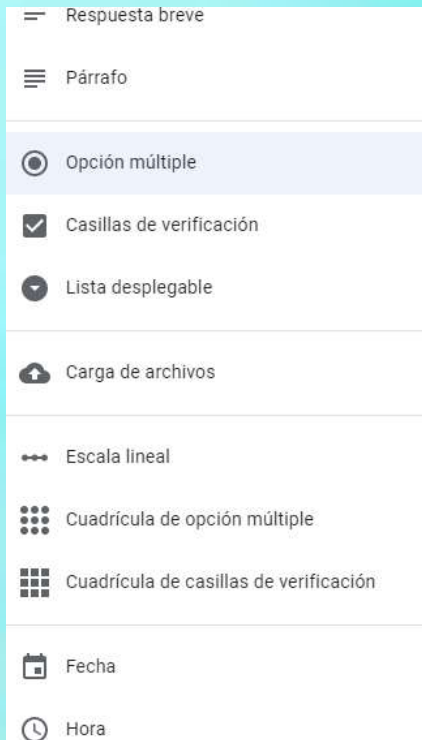 Respuesta breve
Párrafo
Opción múltiple
Casillas de verificación
Lista desplegable
Carga de archivos
Escala lineal
Cuadrícula de opción múltiple
Cuadrícula de casillas de verificación
Fecha
Hora